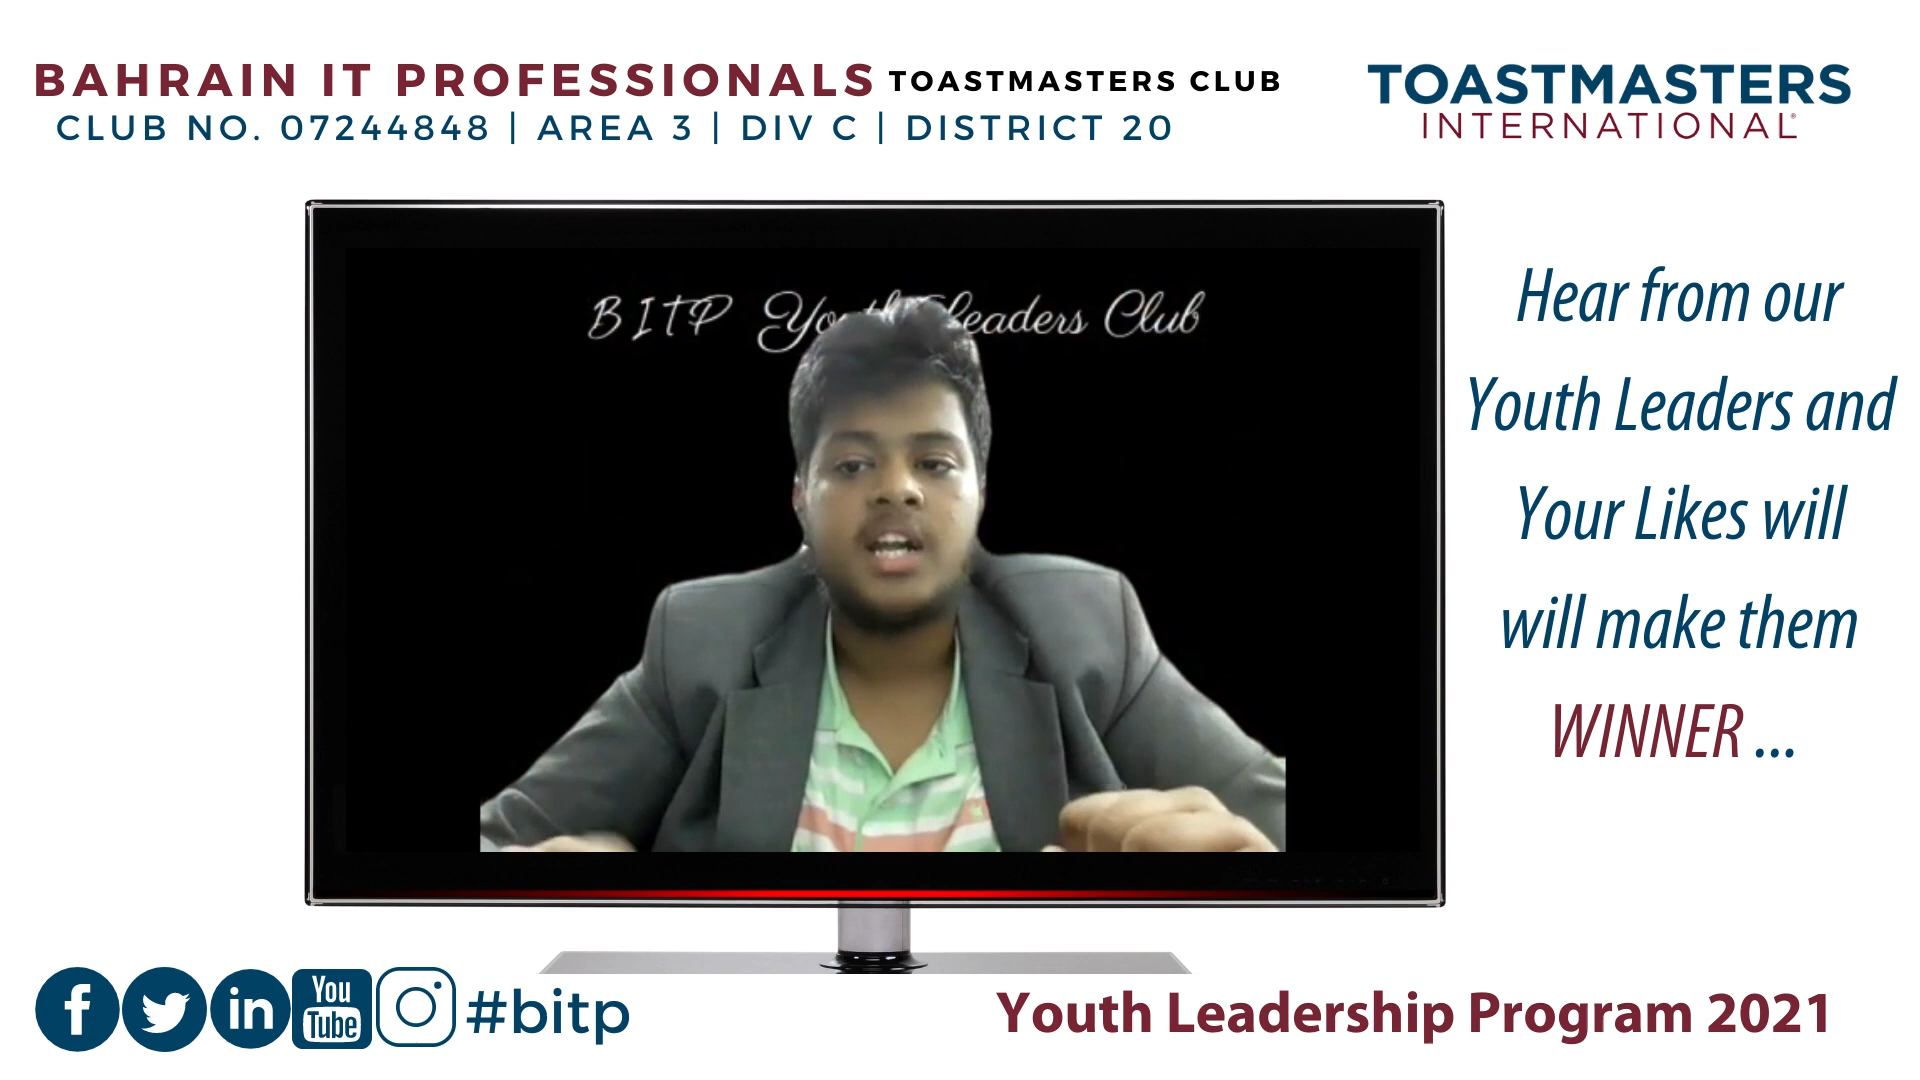 BAHRAIN IT PROFESSIONALS TOASTMASTERS CLUB
CLUB NO. 07244848 | AREA 3 | DIV C | DISTRICT 20
TOASTMASTERS
INTERNATIONAL®
BITP Youth Leaders Club
Hear from our
Youth Leaders and
Your Likes will
will make them
WINNER ...
f in You Tube #bitp
Youth Leadership Program 2021